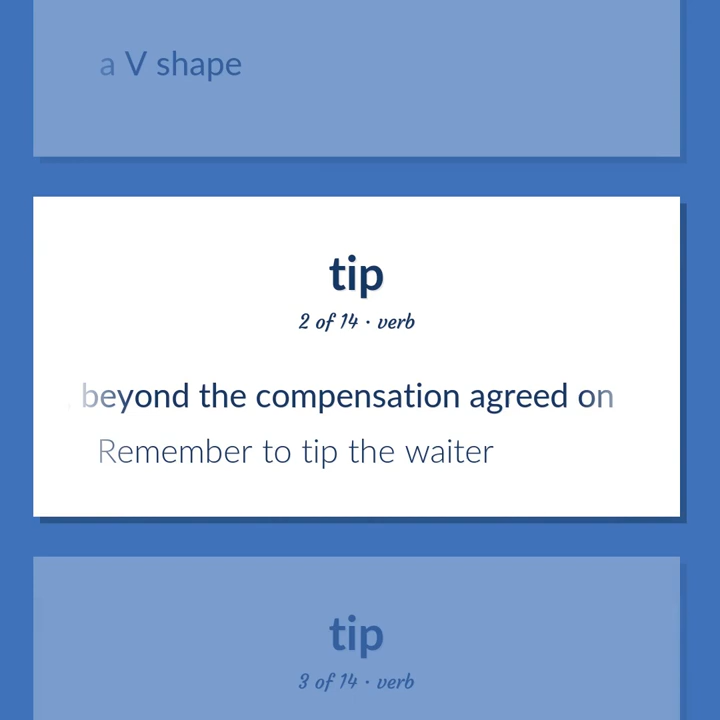 a V shape
tip
2 of 14 · verb
beyond the compensation agreed on
Remember to tip the waiter
tip
3 of 14 · verb